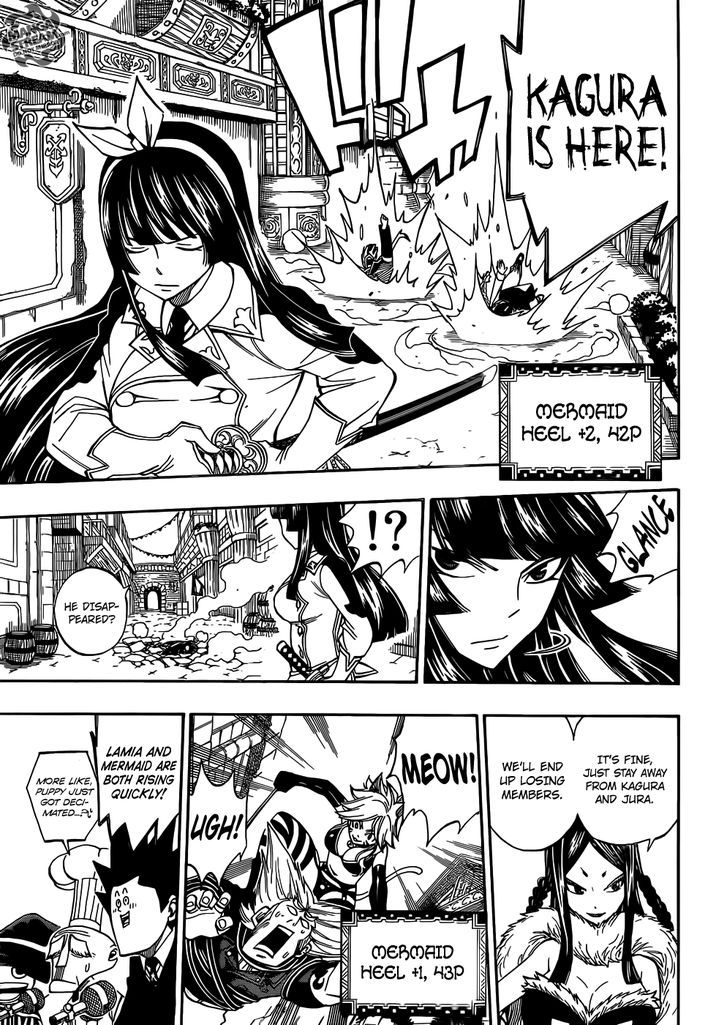 KAGURA
IS HERE!
MERMAID
HEEL +2, 42P
GLANCE
!?
HE DISAP-
PEARED?
IT'S FINE,
JUST STAY AWAY
FROM KAGURA
AND JURA.
WE'LL END
UP LOSING
MEMBERS.
MEOW!
UGH!
MERMAID
HEEL +1, 43P
LAMIA AND
MERMAID ARE
BOTH RISING
QUICKLY!
MORE LIKE,
PUPPY JUST
GOT DECI-
MATED...